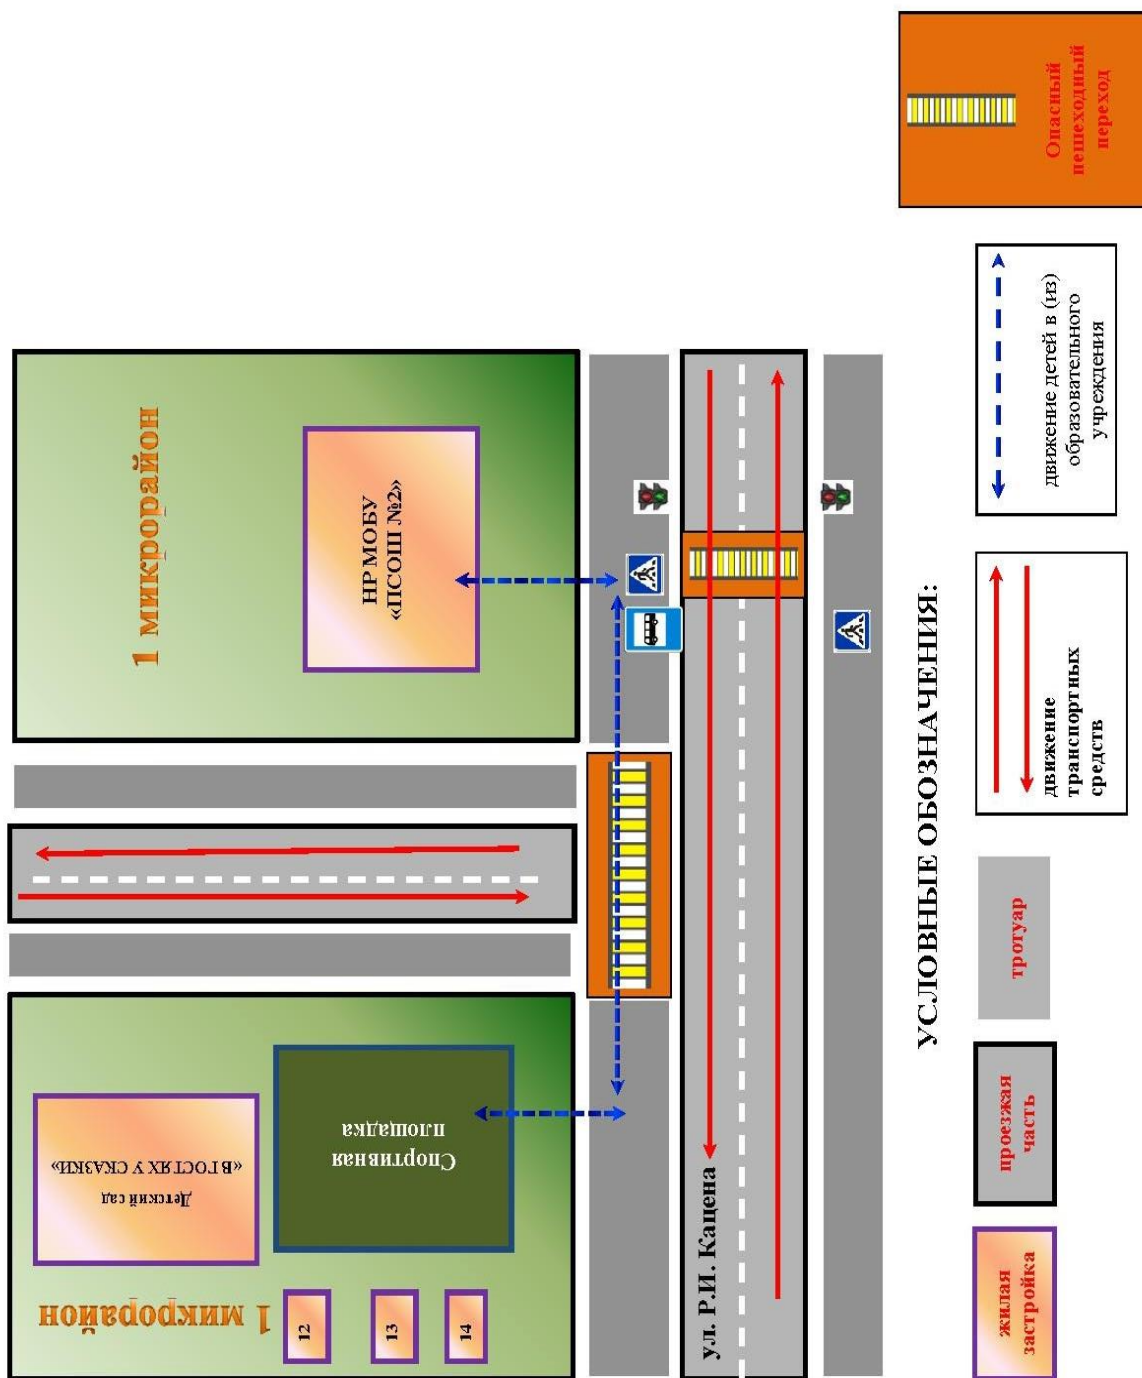 1 микрорайон
НР МОБУ
«ПСОШ №2»
1 микрорайон
Детский сад
«В ГОСТЯХ У СКАЗКИ»
Спортивная
площадка
12
13
14
ул. Р.И. Кацена
УСЛОВНЫЕ ОБОЗНАЧЕНИЯ:
жилая
застройка
проезжая
часть
тротуар
движение
транспортных
средств
движение детей в (из)
образовательного
учреждения
Опасный
пешеходный
переход